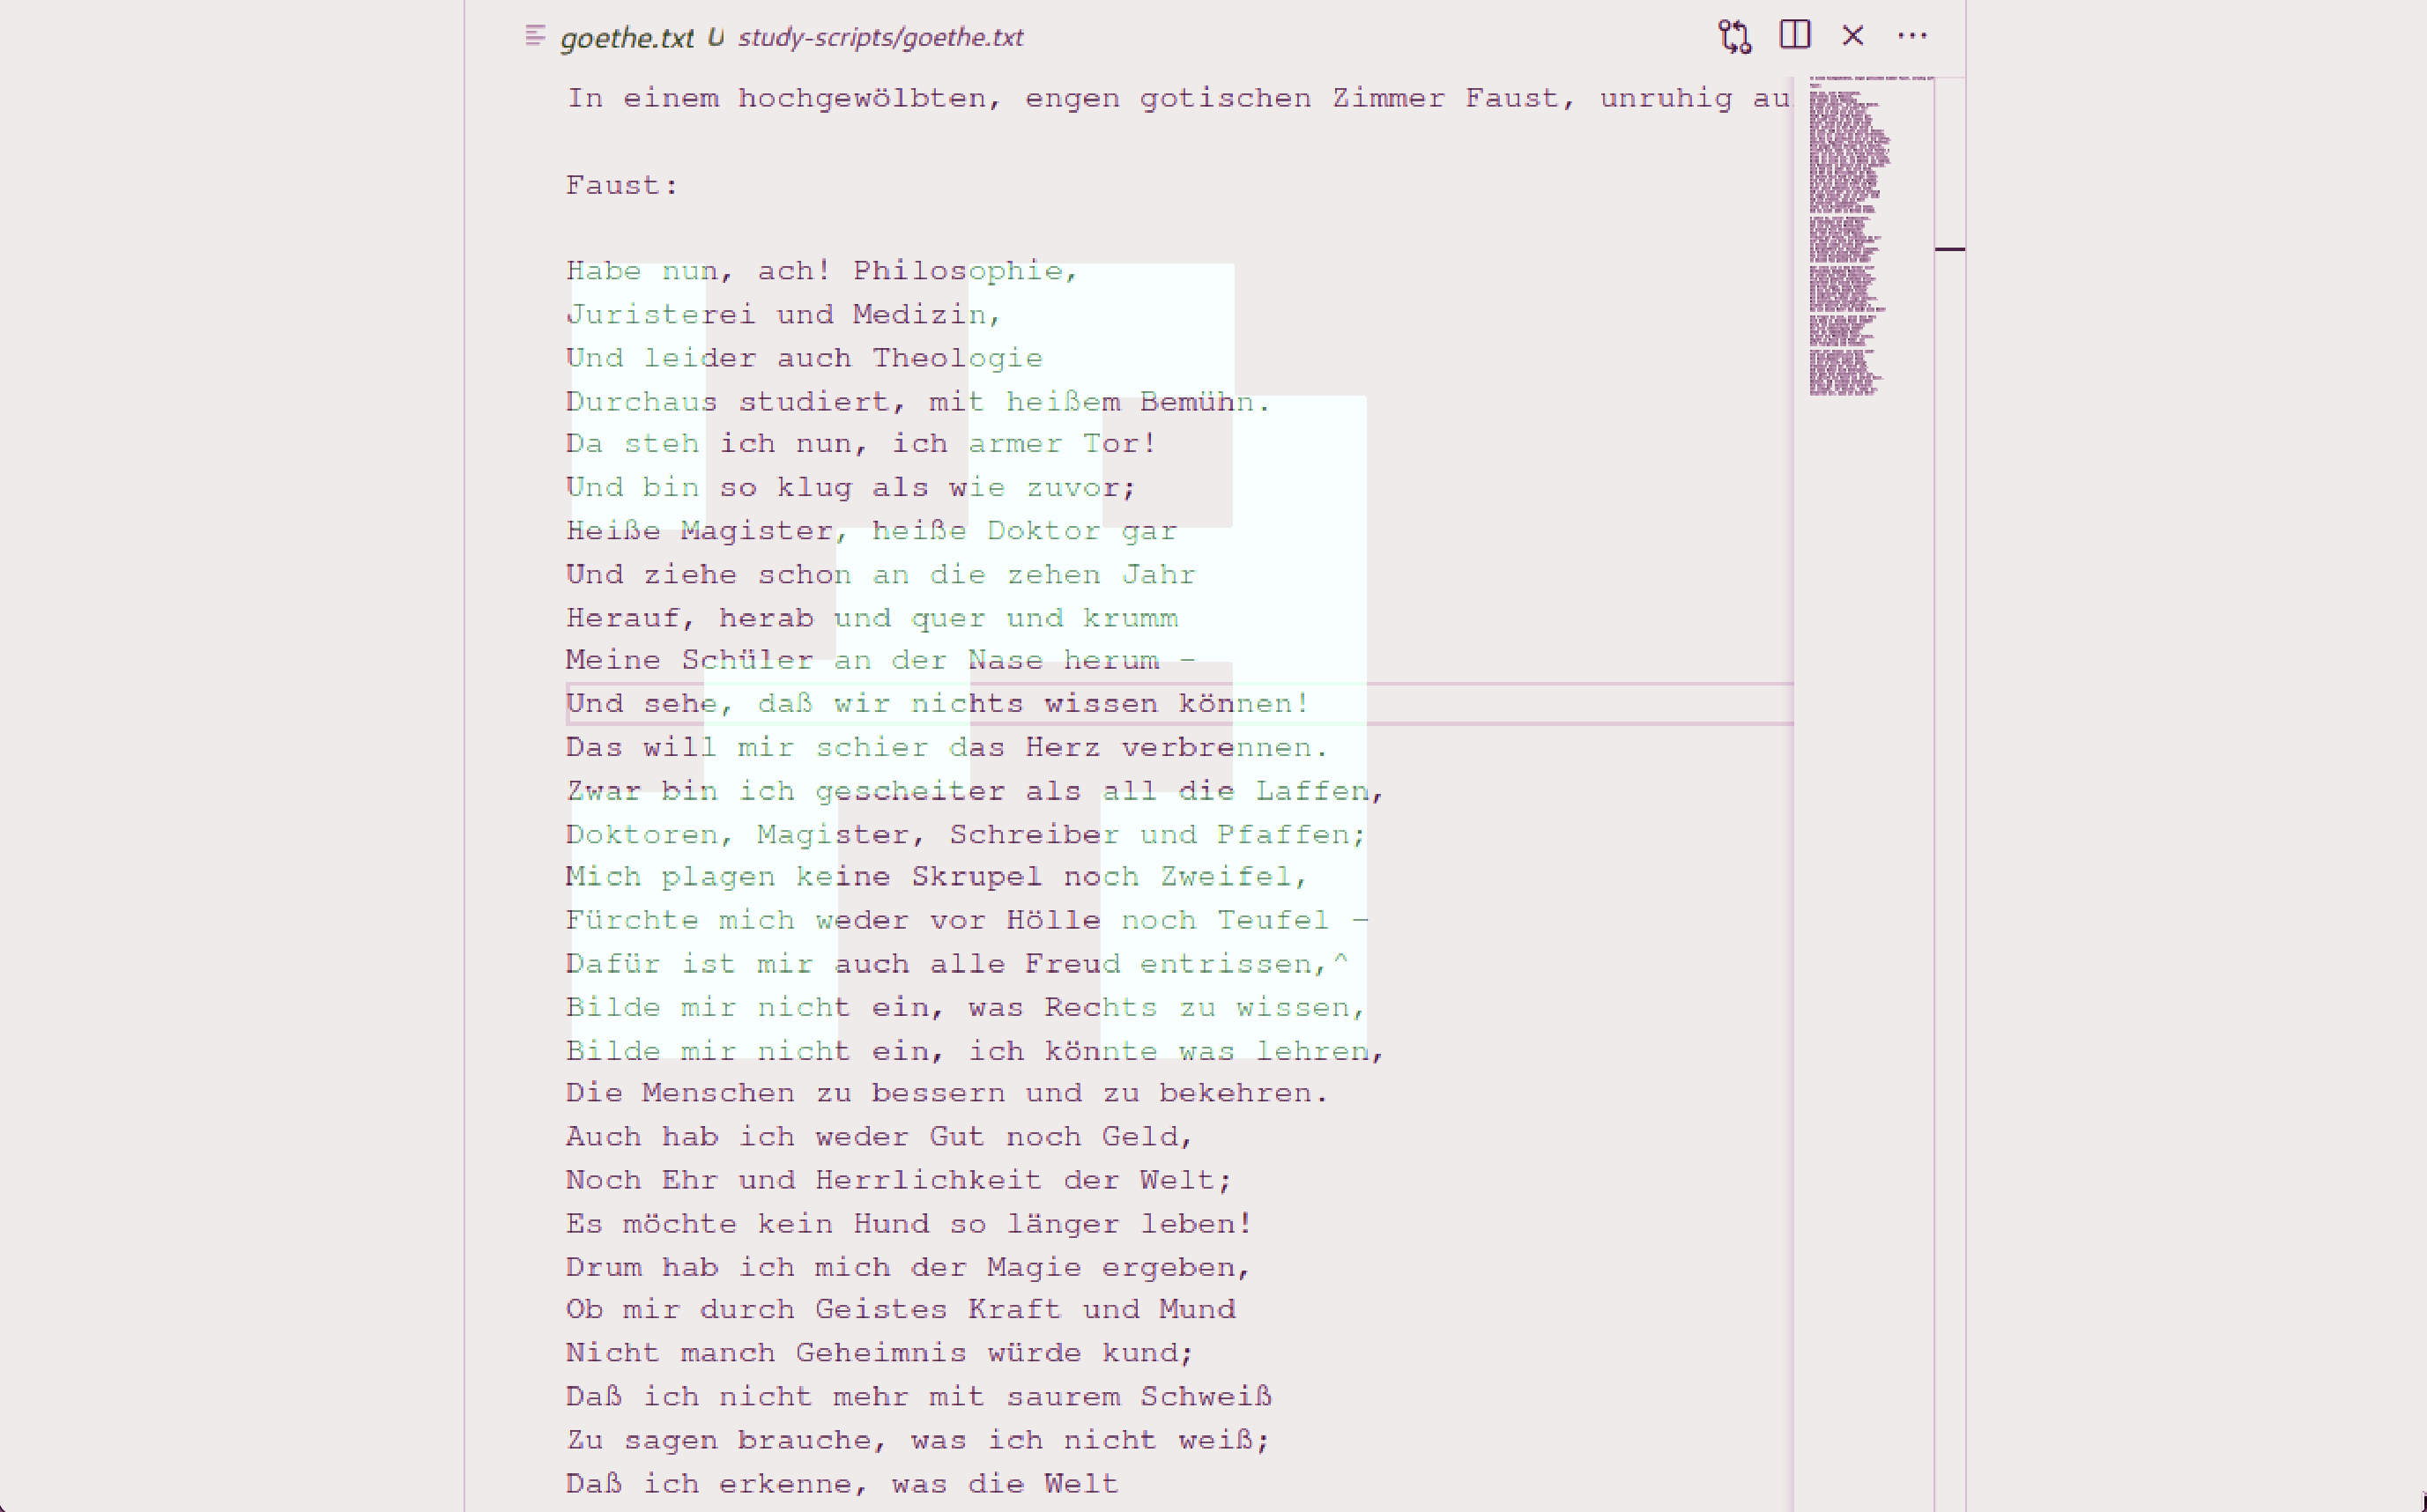 goethe.txt U study-scripts/goethe.txt
In einem hochgewölbten, engen gotischen Zimmer Faust, unruhig au
Faust:
Habe nun, ach! Philosophie,
Juristerei und Medizin,
Und leider auch Theologie
Durchaus studiert, mit heißem Bemühn.
Da steh ich nun, ich armer Tor!
Und bin so klug als wie zuvor;
Heiße Magister, heiße Doktor gar
Und ziehe schon an die zehen Jahr
Herauf, herab und quer und krumm
Meine Schüler an der Nase herum –
Und sehe, daß wir nichts wissen können!
Das will mir schier das Herz verbrennen.
Zwar bin ich gescheiter als all die Laffen,
Doktoren, Magister, Schreiber und Pfaffen;
Mich plagen keine Skrupel noch Zweifel,
Fürchte mich weder vor Hölle noch Teufel –
Dafür ist mir auch alle Freud entrissen,^
Bilde mir nicht ein, was Rechts zu wissen,
Bilde mir nicht ein, ich könnte was lehren,
Die Menschen zu bessern und zu bekehren.
Auch hab ich weder Gut noch Geld,
Noch Ehr und Herrlichkeit der Welt;
Es möchte kein Hund so länger leben!
Drum hab ich mich der Magie ergeben,
Ob mir durch Geistes Kraft und Mund
Nicht manch Geheimnis würde kund;
Daß ich nicht mehr mit saurem Schweiß
Zu sagen brauche, was ich nicht weiß;
Daß ich erkenne, was die Welt